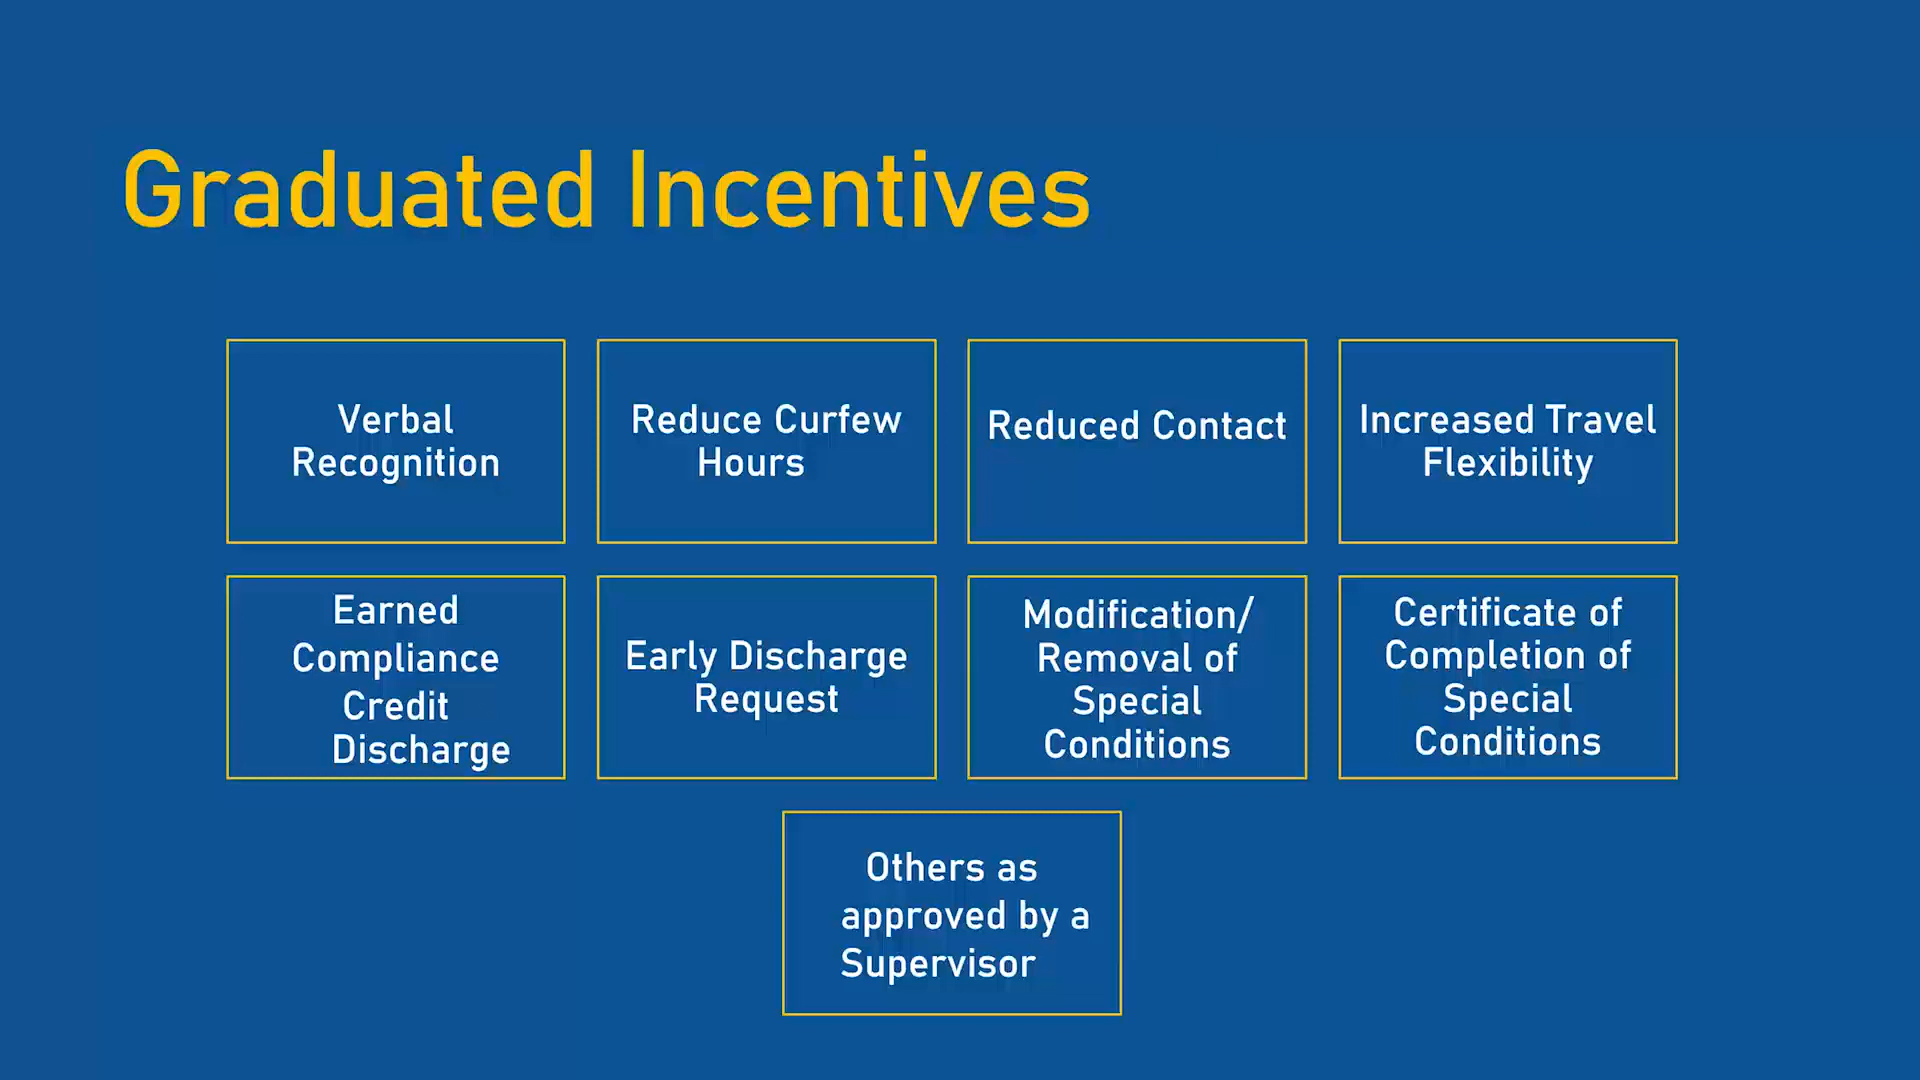 Graduated Incentives
Verbal
Recognition
Reduce Curfew
Hours
Reduced Contact
Increased Travel
Flexibility
Earned
Compliance
Credit
Discharge
Early Discharge
Request
Modification/
Removal of
Special
Conditions
Certificate of
Completion of
Special
Conditions
Others as
approved by a
Supervisor